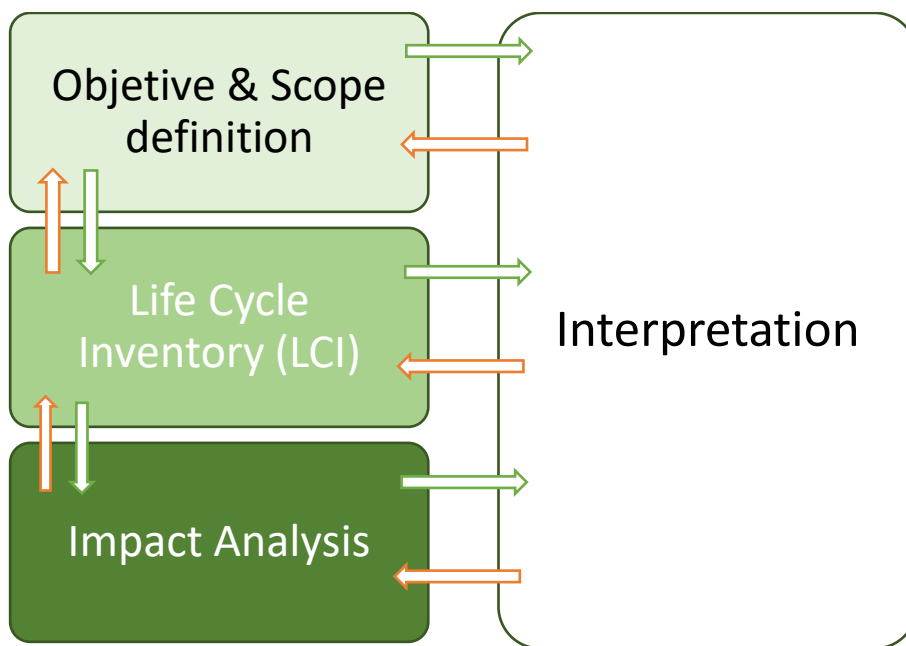 Objetive & Scope
definition
Life Cycle
Inventory (LCI)
Impact Analysis
Interpretation